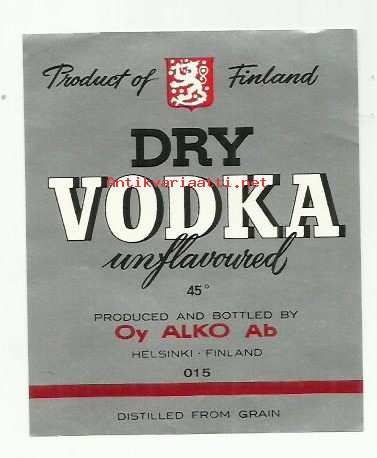 Product of Finland
DRY
Antikvariaatti.net
VODKA
unflavoured
45°
PRODUCED AND BOTTLED BY
Oy ALKO Ab
HELSINKI · FINLAND
015
DISTILLED FROM GRAIN